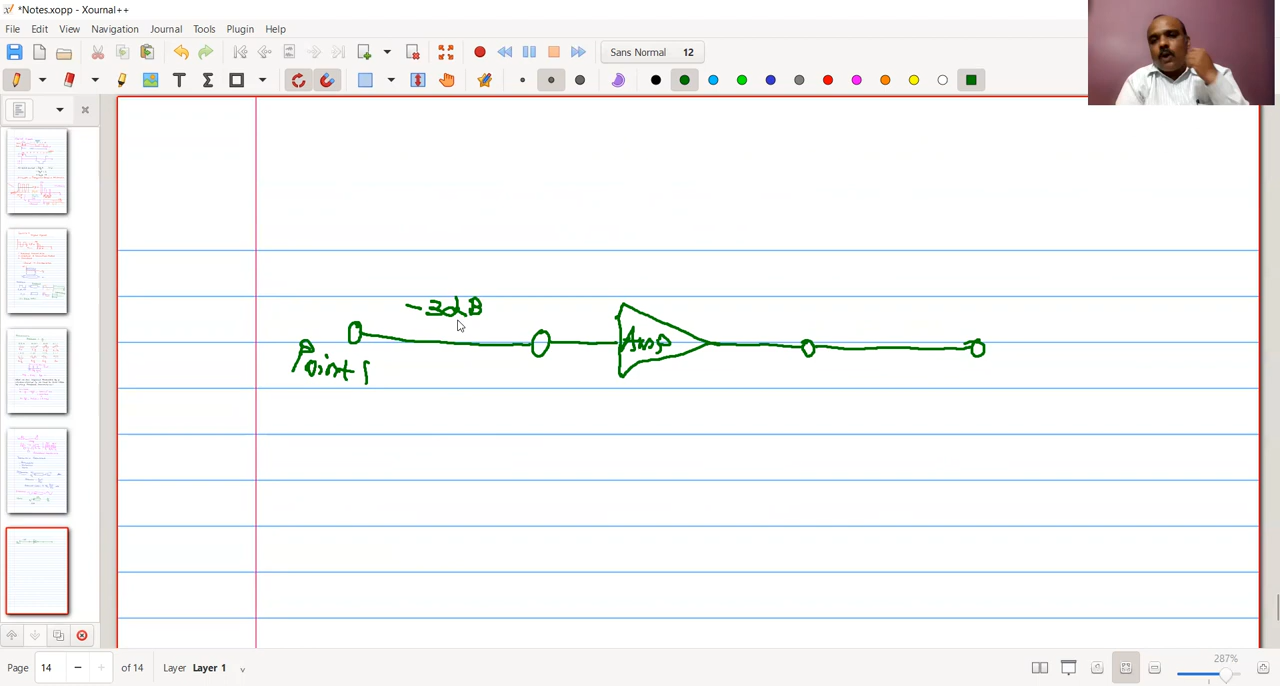 *Notes.xopp - Xournal++
File Edit View Navigation Journal Tools Plugin Help
Sans Normal 12
-3dB
Amp
Point 1
Page 14 of 14 Layer Layer 1 287%